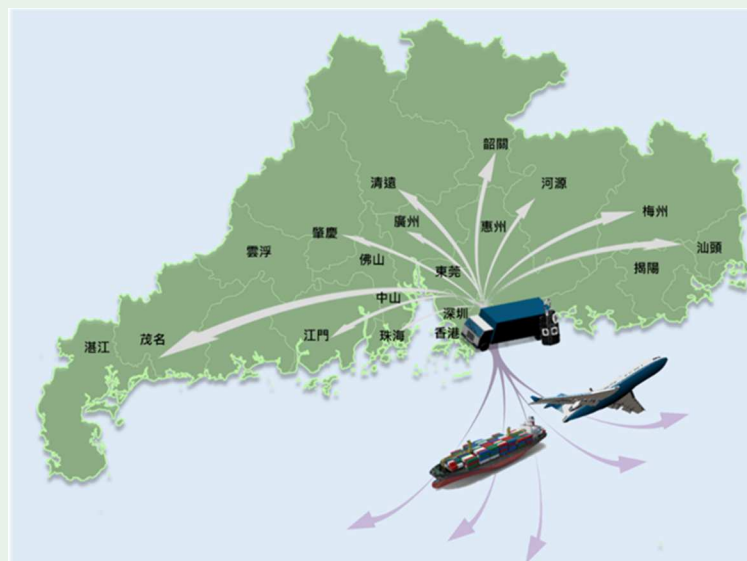 韶關
清遠
河源
梅州
廣州
惠州
肇慶
汕頭
雲浮
佛山
東莞
揭陽
中山
深圳
香港
江門
珠海
茂名
湛江